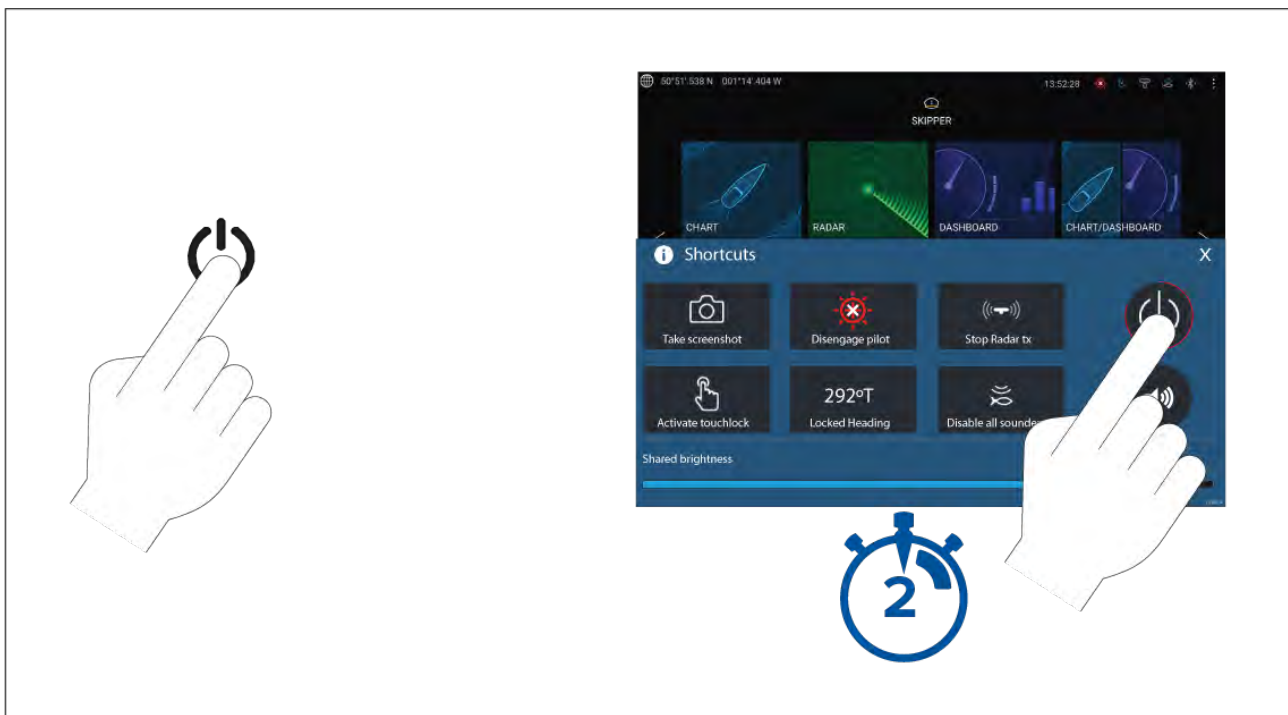 50°51'.538 N 001°14'.404 W
13:52:28
SKIPPER
CHART
RADAR
DASHBOARD
CHART/DASHBOARD
Shortcuts
X
Take screenshot
Disengage pilot
Stop Radar tx
Activate touchlock
292°T
Locked Heading
Disable all sounde
Shared brightness
2